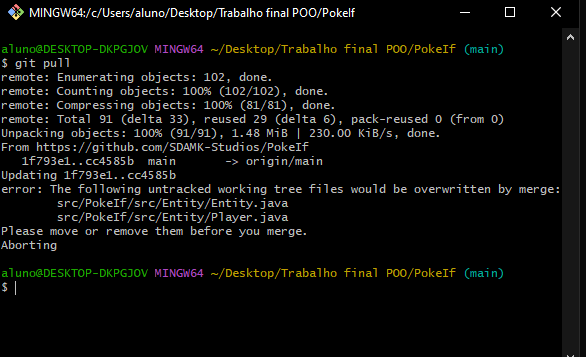 MINGW64:/c/Users/aluno/Desktop/Trabalho final POO/PokeIf
aluno@DESKTOP-DKPGJOV MINGW64 ~/Desktop/Trabalho final POO/PokeIf (main)
$ git pull
remote: Enumerating objects: 102, done.
remote: Counting objects: 100% (102/102), done.
remote: Compressing objects: 100% (81/81), done.
remote: Total 91 (delta 33), reused 29 (delta 6), pack-reused 0 (from 0)
Unpacking objects: 100% (91/91), 1.48 MiB | 230.00 KiB/s, done.
From https://github.com/SDAMK-Studios/PokeIf
   1f793e1..cc4585b  main       -> origin/main
Updating 1f793e1..cc4585b
error: The following untracked working tree files would be overwritten by merge:
        src/PokeIf/src/Entity/Entity.java
        src/PokeIf/src/Entity/Player.java
Please move or remove them before you merge.
Aborting
aluno@DESKTOP-DKPGJOV MINGW64 ~/Desktop/Trabalho final POO/PokeIf (main)
$